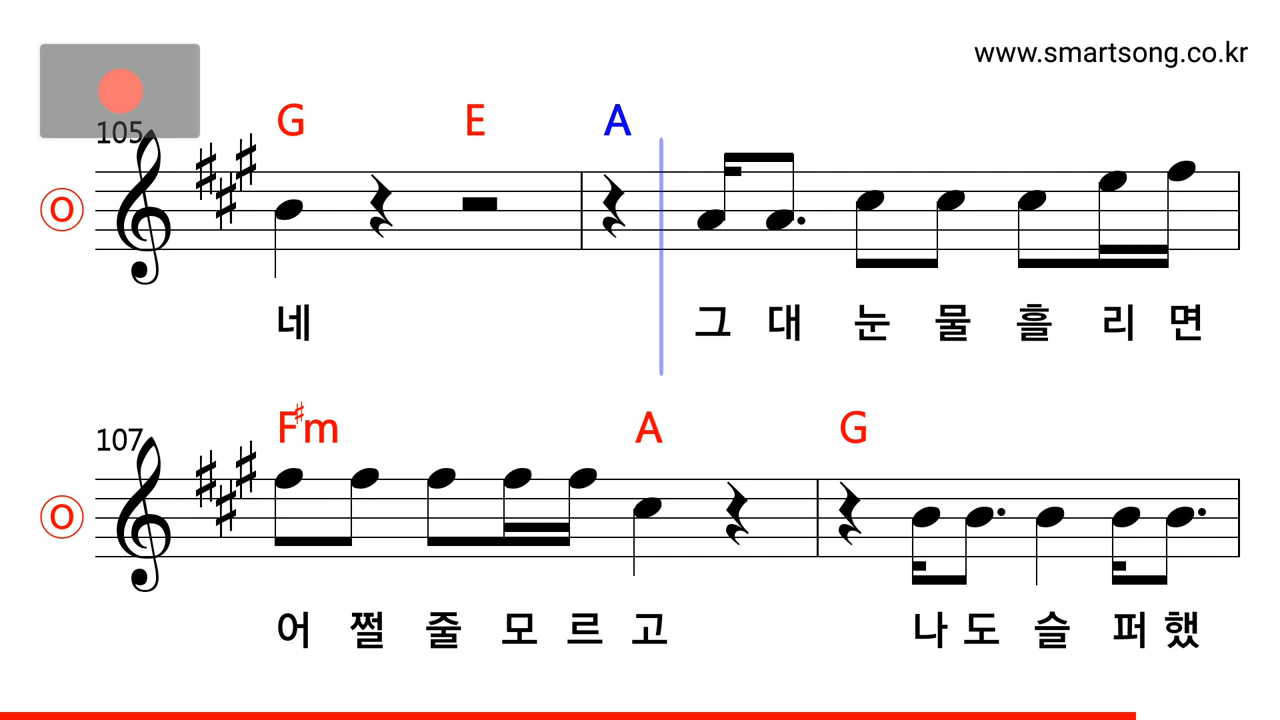 www.smartsong.co.kr
G E A
105
O
네 그 대 눈 물 흘 리 면
F♯m A G
107
O
어 쩔 줄 모 르 고 나 도 슬 퍼 했